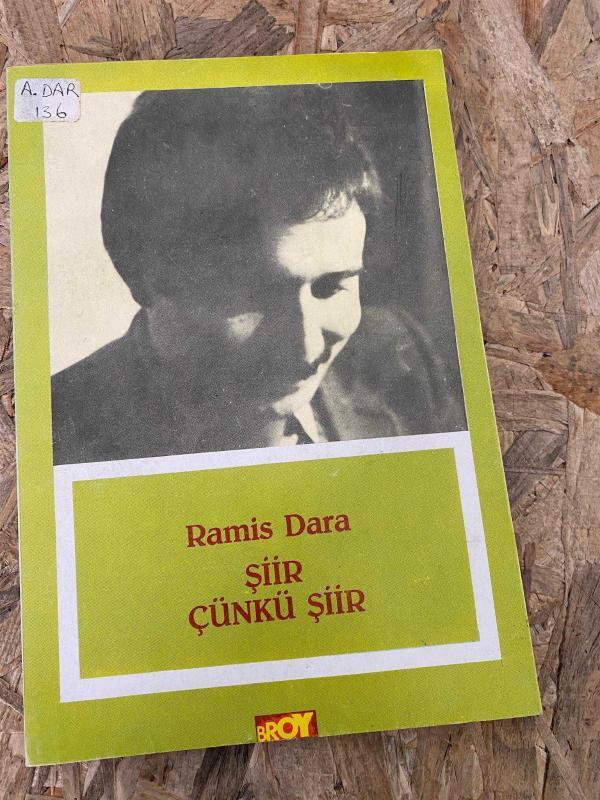 A.DAR
136
Ramis Dara
ŞİİR
ÇÜNKÜ ŞİİR
BROY